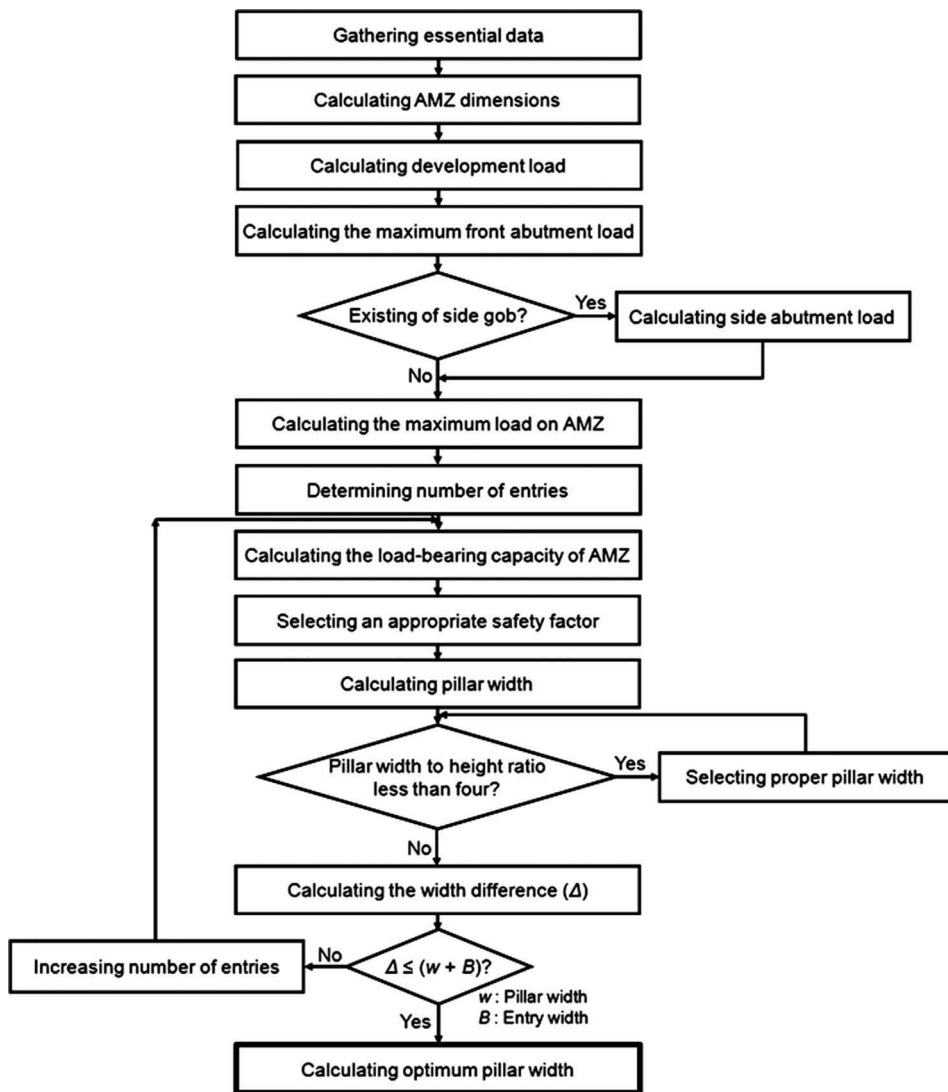 Gathering essential data
Calculating AMZ dimensions
Calculating development load
Calculating the maximum front abutment load
Existing of side gob?
Yes
Calculating side abutment load
No
Calculating the maximum load on AMZ
Determining number of entries
Calculating the load-bearing capacity of AMZ
Selecting an appropriate safety factor
Calculating pillar width
Pillar width to height ratio
less than four?
Yes
Selecting proper pillar width
No
Calculating the width difference (Δ)
Increasing number of entries
No
Δ ≤ (w + B)?
w : Pillar width
B : Entry width
Yes
Calculating optimum pillar width